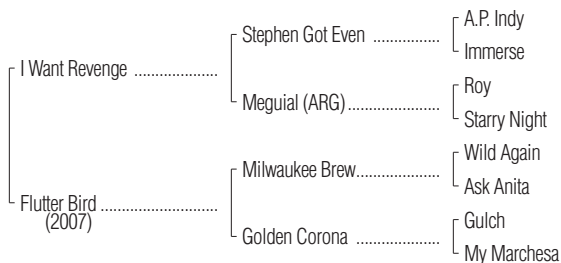 A.P. Indy
Stephen Got Even ................
Immerse
I Want Revenge ....................
Roy
Meguial (ARG)......................
Starry Night
Wild Again
Milwaukee Brew....................
Ask Anita
Flutter Bird ............................
(2007)
Gulch
Golden Corona ....................
My Marchesa